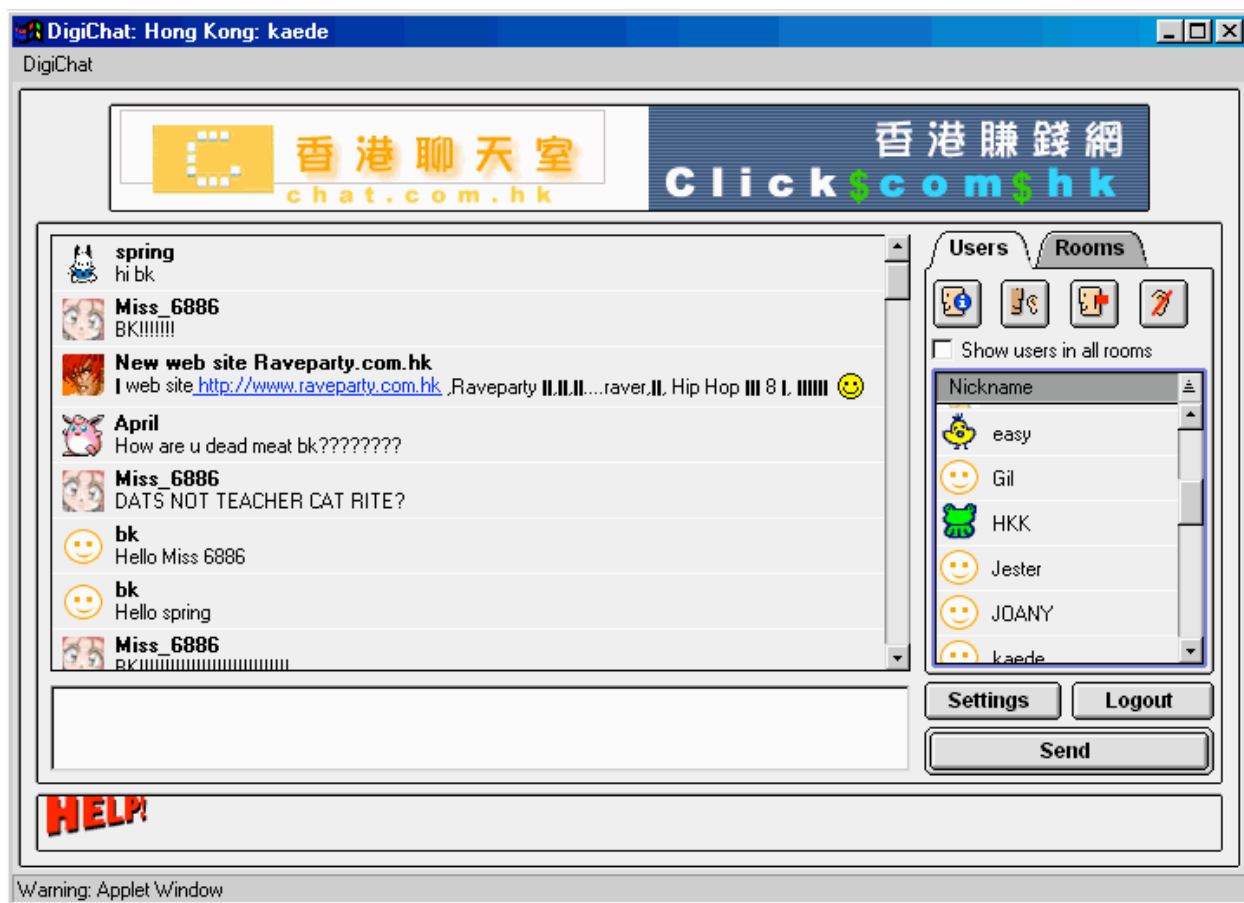 DigiChat: Hong Kong: kaede
DigiChat
香港聊天室
chat.com.hk
香港賺錢網
Click$com$hk
spring
hi bk
Miss_6886
BK!!!!!!!
New web site Raveparty.com.hk
web site http://www.raveparty.com.hk ,Raveparty ....raver, Hip Hop 8
April
How are u dead meat bk????????
Miss_6886
DATS NOT TEACHER CAT RITE?
bk
Hello Miss 6886
bk
Hello spring
Miss_6886
Users
Rooms
Show users in all rooms
Nickname
easy
Gil
HKK
Jester
JOANY
kaede
Settings
Logout
Send
HELP!
Warning: Applet Window